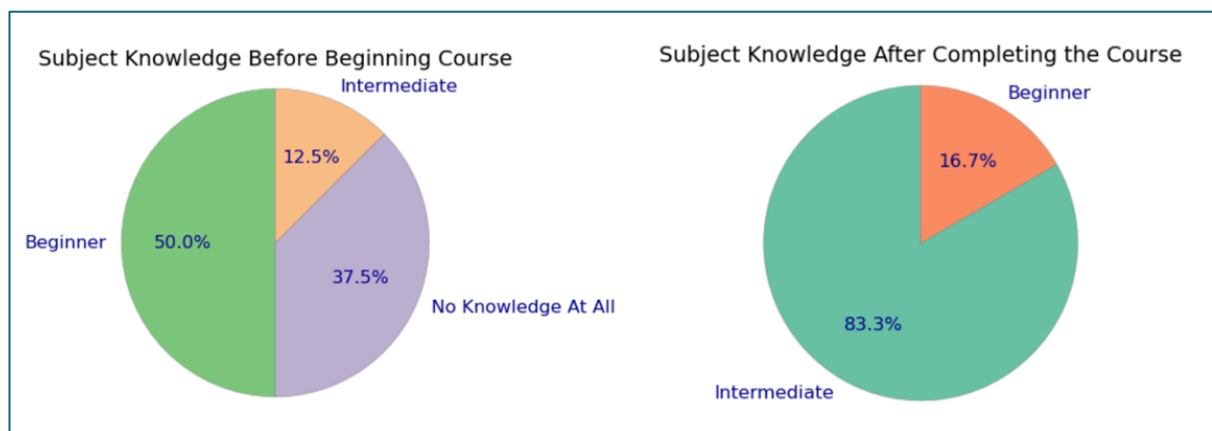 Subject Knowledge Before Beginning Course
Intermediate
12.5%
Beginner
50.0%
37.5%
No Knowledge At All
Subject Knowledge After Completing the Course
Beginner
16.7%
83.3%
Intermediate